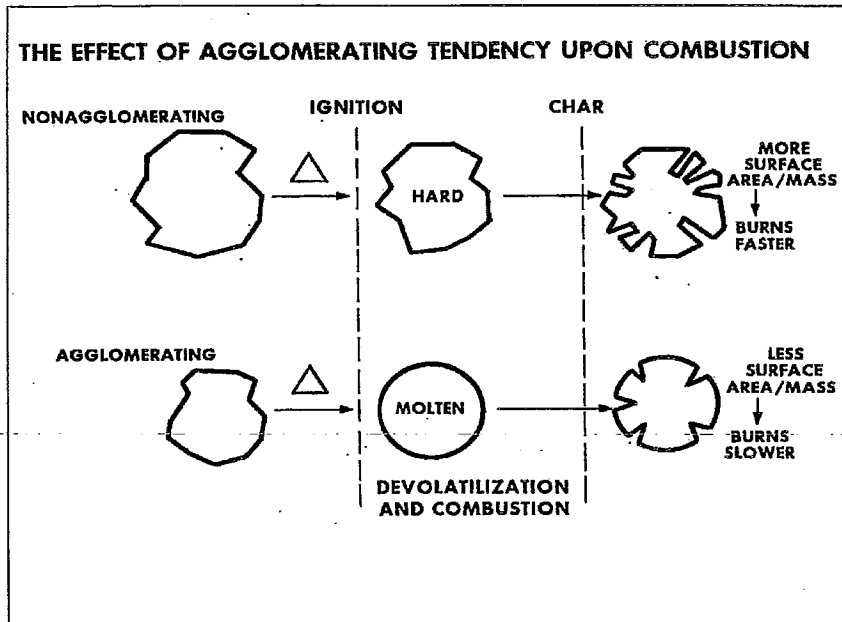 THE EFFECT OF AGGLOMERATING TENDENCY UPON COMBUSTION
IGNITION
CHAR
NONAGGLOMERATING
HARD
MORE
SURFACE
AREA/MASS
BURNS
FASTER
AGGLOMERATING
MOLTEN
LESS
SURFACE
AREA/MASS
BURNS
SLOWER
DEVOLATILIZATION
AND COMBUSTION